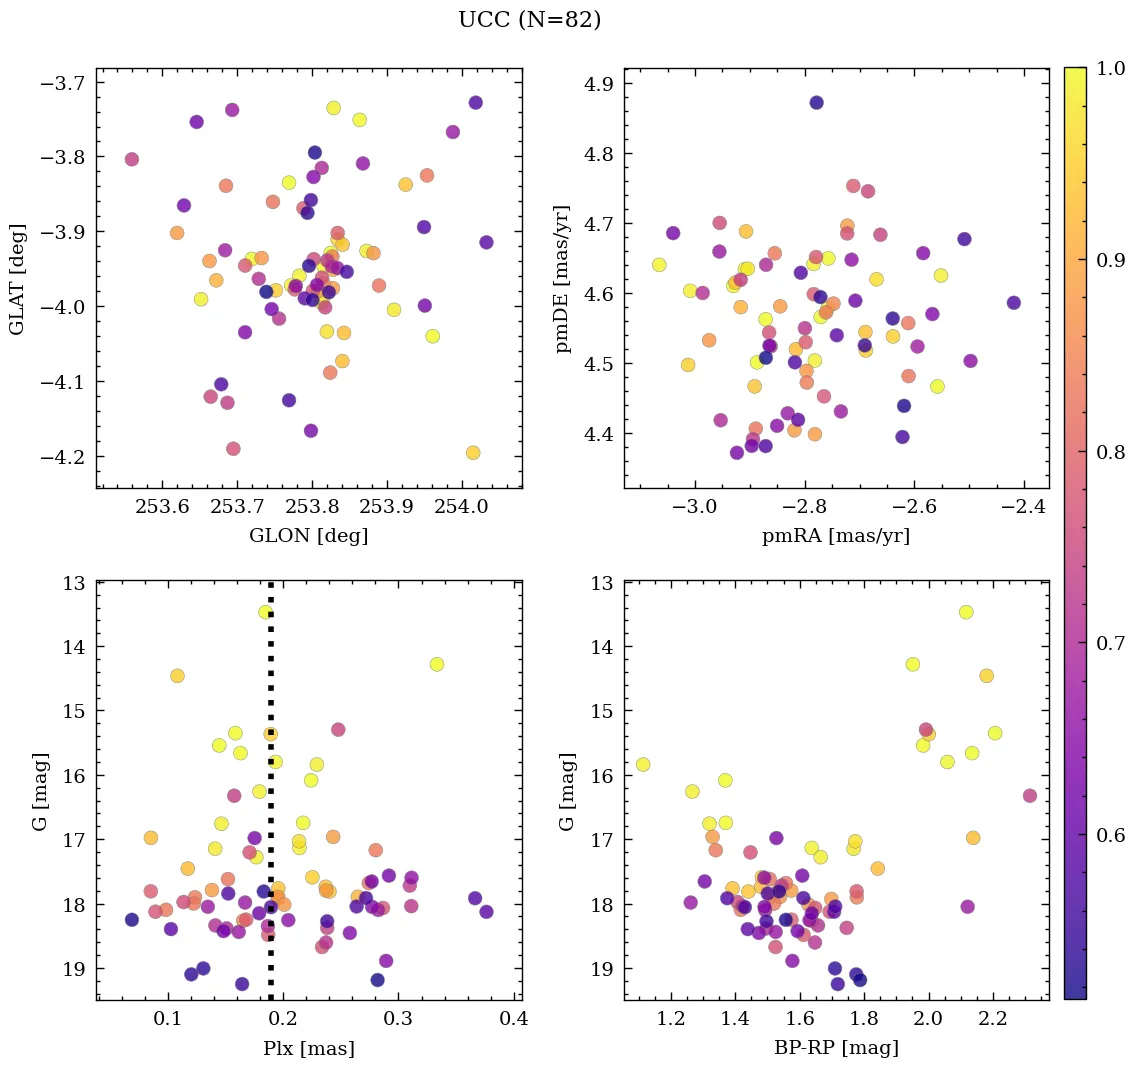 UCC (N=82)
−3.7
−3.8
−3.9
−4.0
−4.1
−4.2
GLAT [deg]
253.6 253.7 253.8 253.9 254.0
GLON [deg]
4.9
4.8
4.7
4.6
4.5
4.4
pmDE [mas/yr]
−3.0 −2.8 −2.6 −2.4
pmRA [mas/yr]
1.0
0.9
0.8
0.7
0.6
13
14
15
16
17
18
19
G [mag]
0.1 0.2 0.3 0.4
Plx [mas]
13
14
15
16
17
18
19
G [mag]
1.2 1.4 1.6 1.8 2.0 2.2
BP-RP [mag]